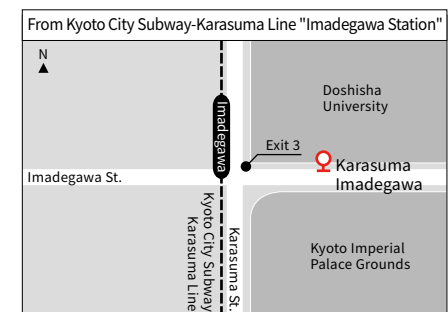 From Kyoto City Subway-Karasuma Line "Imadegawa Station"
N
Doshisha
University
Imadegawa
Exit 3
Karasuma
Imadegawa
Imadegawa St.
Kyoto City Subway
Karasuma Line
Karasuma St.
Kyoto Imperial
Palace Grounds